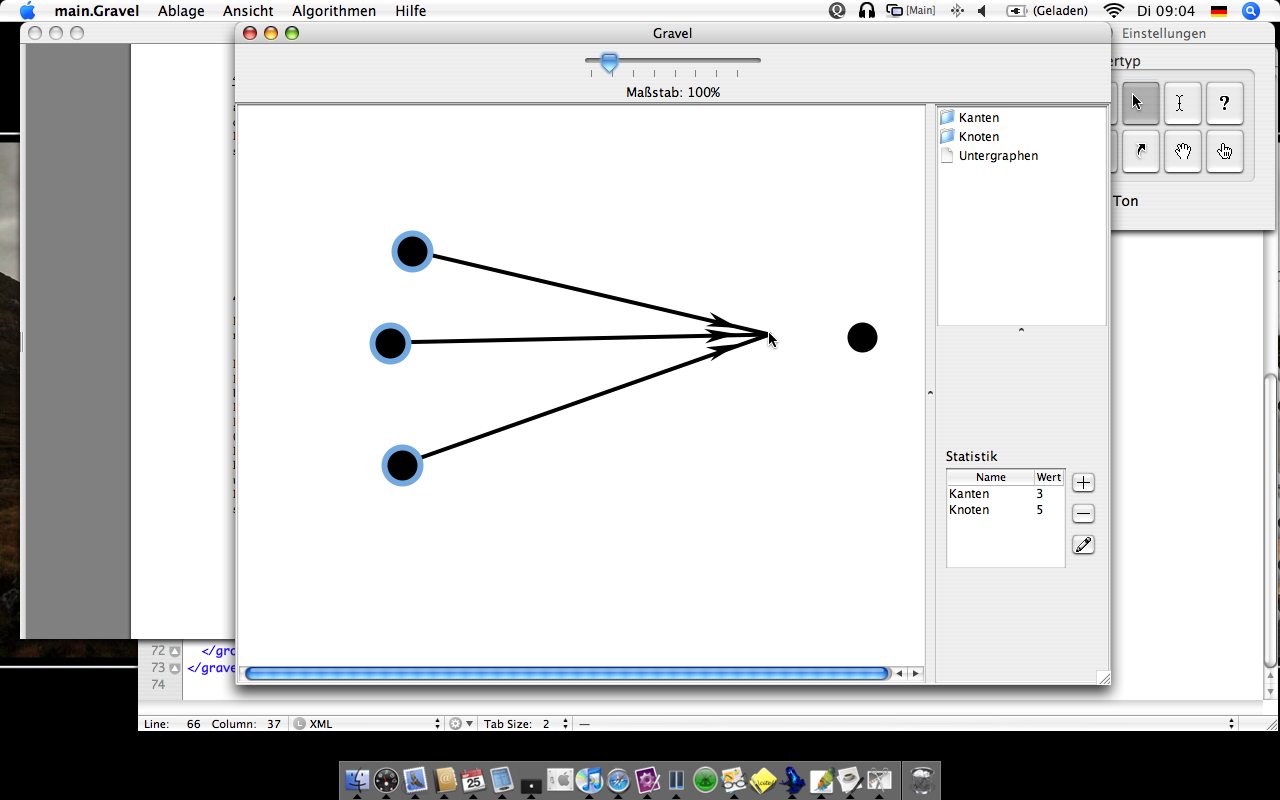 main.Gravel Ablage Ansicht Algorithmen Hilfe [Main] (Geladen) Di 09:04
Gravel
Einstellungen
Maßstab: 100%
ertyp
?
Kanten
Knoten
Untergraphen
Ton
Statistik
Name Wert
Kanten 3
Knoten 5
72 </gro
73 </grave
74
Line: 66 Column: 37 L XML Tab Size: 2 —
25